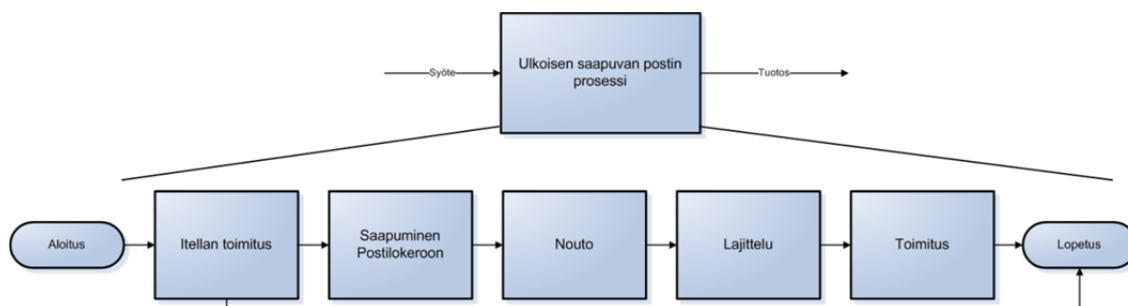 Syöte
Ulkoisen saapuvan postin
prosessi
Tuotos
Aloitus
Itellan toimitus
Saapuminen
Postilokeroon
Nouto
Lajittelu
Toimitus
Lopetus